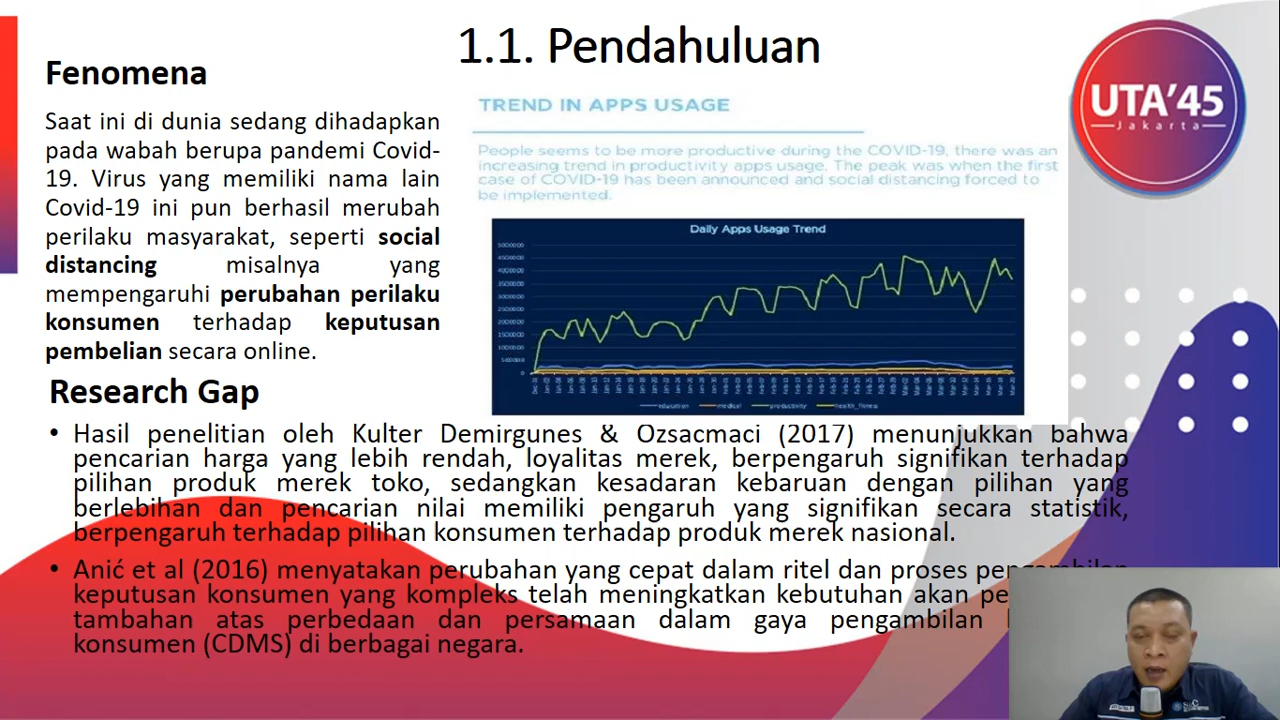 1.1. Pendahuluan
Fenomena
Saat ini di dunia sedang dihadapkan
pada wabah berupa pandemi Covid-
19. Virus yang memiliki nama lain
Covid-19 ini pun berhasil merubah
perilaku masyarakat, seperti social
distancing misalnya yang
mempengaruhi perubahan perilaku
konsumen terhadap keputusan
pembelian secara online.
TREND IN APPS USAGE
People seems to be more productive during the COVID-19, there was an
increasing trend in productivity apps usage. The peak was when the first
case of COVID-19 has been announced and social distancing forced to
be implemented.
Daily Apps Usage Trend
education medical productivity health_fitness
UTA'45
Jakarta
Research Gap
• Hasil penelitian oleh Kulter Demirgunes & Ozsacmaci (2017) menunjukkan bahwa
pencarian harga yang lebih rendah, loyalitas merek, berpengaruh signifikan terhadap
pilihan produk merek toko, sedangkan kesadaran kebaruan dengan pilihan yang
berlebihan dan pencarian nilai memiliki pengaruh yang signifikan secara statistik,
berpengaruh terhadap pilihan konsumen terhadap produk merek nasional.
• Anić et al (2016) menyatakan perubahan yang cepat dalam ritel dan proses pengambilan
keputusan konsumen yang kompleks telah meningkatkan kebutuhan akan
tambahan atas perbedaan dan persamaan dalam gaya pengambilan
konsumen (CDMS) di berbagai negara.